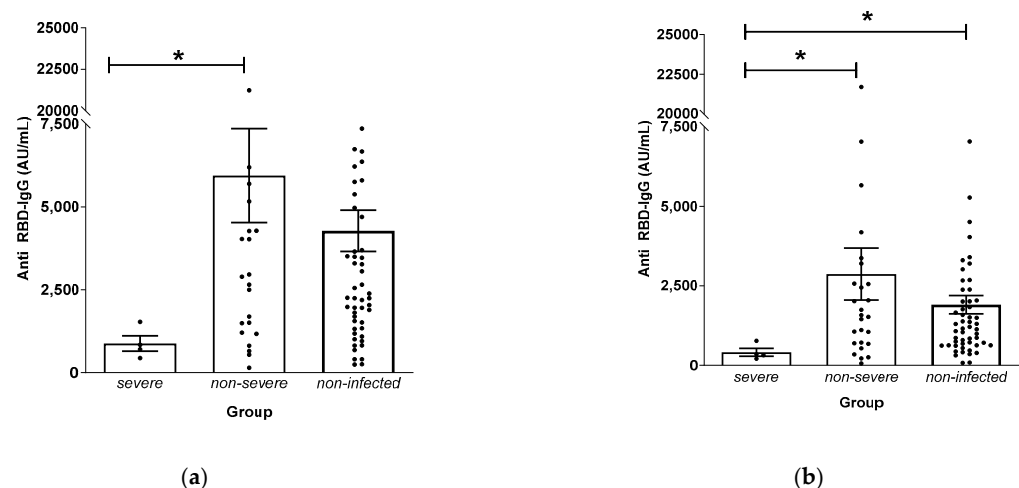 25000
22500
20000
7,500
5,000
2,500
0
Anti RBD-IgG (AU/mL)
*
severe
non-severe
non-infected
Group
(a)
25000
22500
20000
7,500
5,000
2,500
0
Anti RBD-IgG (AU/mL)
*
*
severe
non-severe
non-infected
Group
(b)